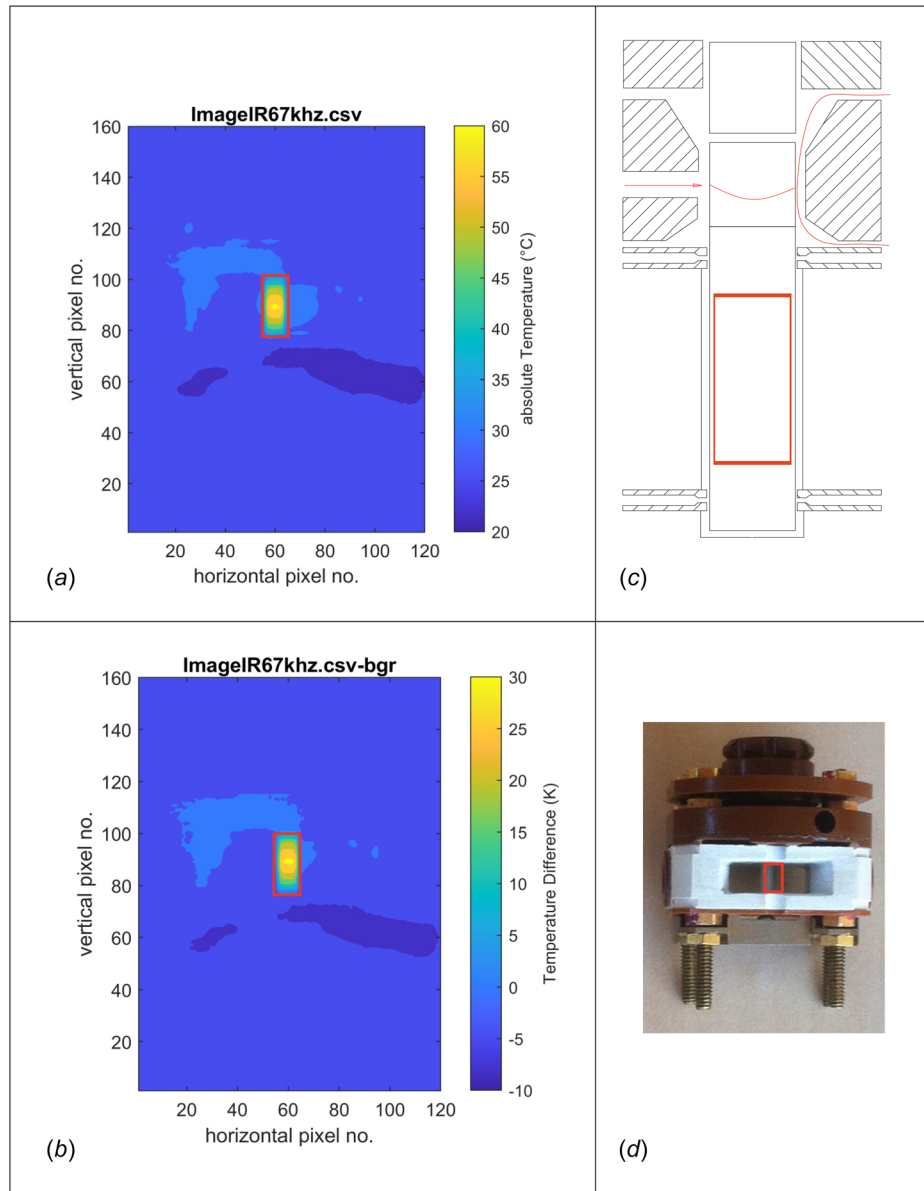 ImageIR67khz.csv
160
140
120
100
80
60
40
20
20 40 60 80 100 120
vertical pixel no.
horizontal pixel no.
60
55
50
45
40
35
30
25
20
absolute Temperature (°C)
(a)
(c)
ImageIR67khz.csv-bgr
160
140
120
100
80
60
40
20
20 40 60 80 100 120
vertical pixel no.
horizontal pixel no.
30
25
20
15
10
5
0
-5
-10
Temperature Difference (K)
(b)
(d)